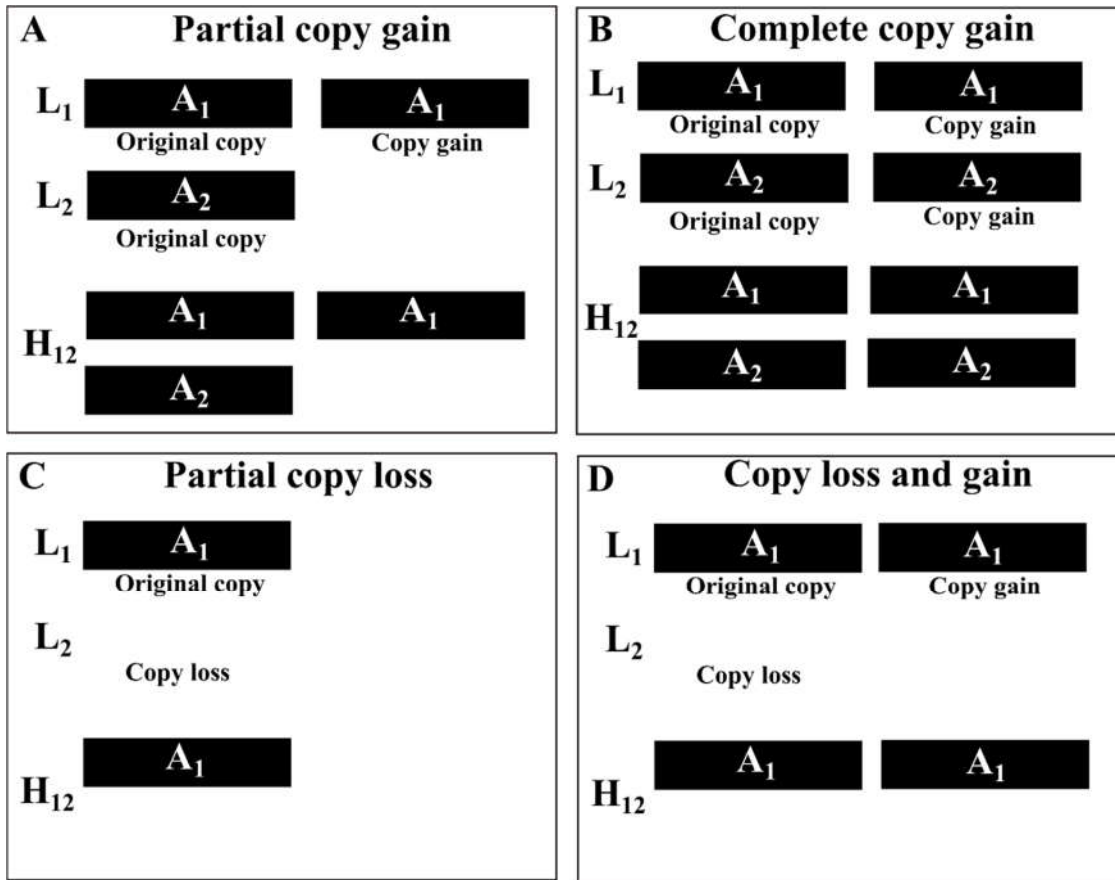 A Partial copy gain
L₁ A₁ A₁
Original copy Copy gain
L₂ A₂
Original copy
A₁ A₁
H₁₂
A₂
B Complete copy gain
L₁ A₁ A₁
Original copy Copy gain
L₂ A₂ A₂
Original copy Copy gain
A₁ A₁
H₁₂
A₂ A₂
C Partial copy loss
L₁ A₁
Original copy
L₂
Copy loss
A₁
H₁₂
D Copy loss and gain
L₁ A₁ A₁
Original copy Copy gain
L₂
Copy loss
A₁ A₁
H₁₂